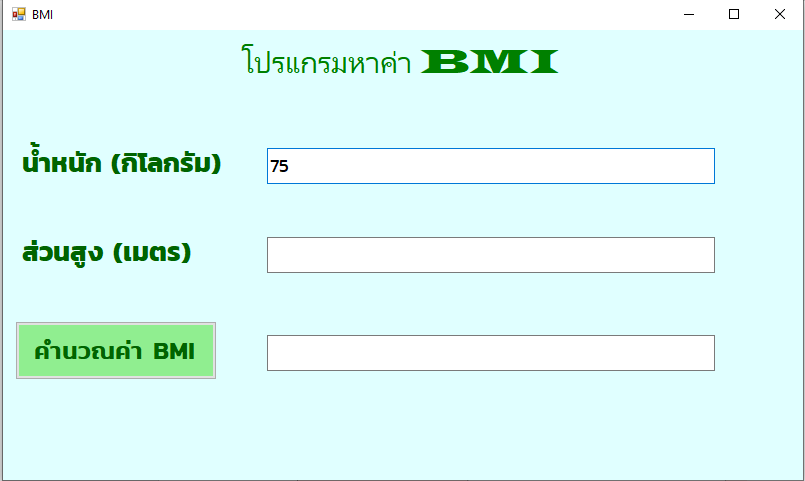 BMI
โปรแกรมหาค่า BMI
น้ำหนัก (กิโลกรัม) 75
ส่วนสูง (เมตร)
คำนวณค่า BMI